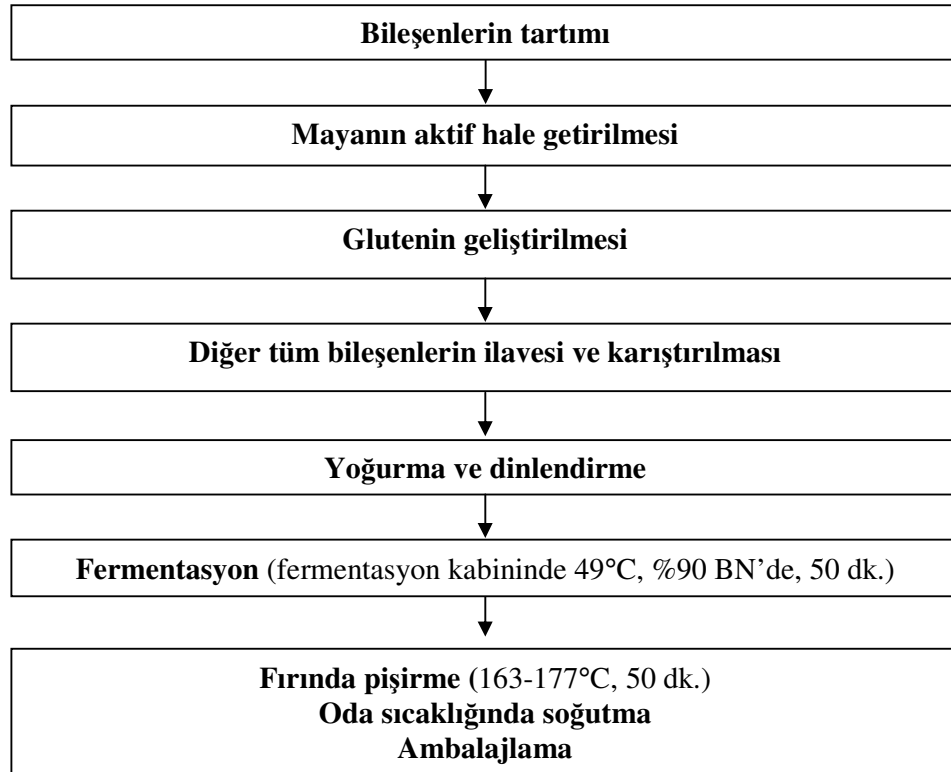 Bileşenlerin tartımı
Mayanın aktif hale getirilmesi
Glutenin geliştirilmesi
Diğer tüm bileşenlerin ilavesi ve karıştırılması
Yoğurma ve dinlendirme
Fermentasyon (fermentasyon kabininde 49°C, %90 BN’de, 50 dk.)
Fırında pişirme (163-177°C, 50 dk.)
Oda sıcaklığında soğutma
Ambalajlama